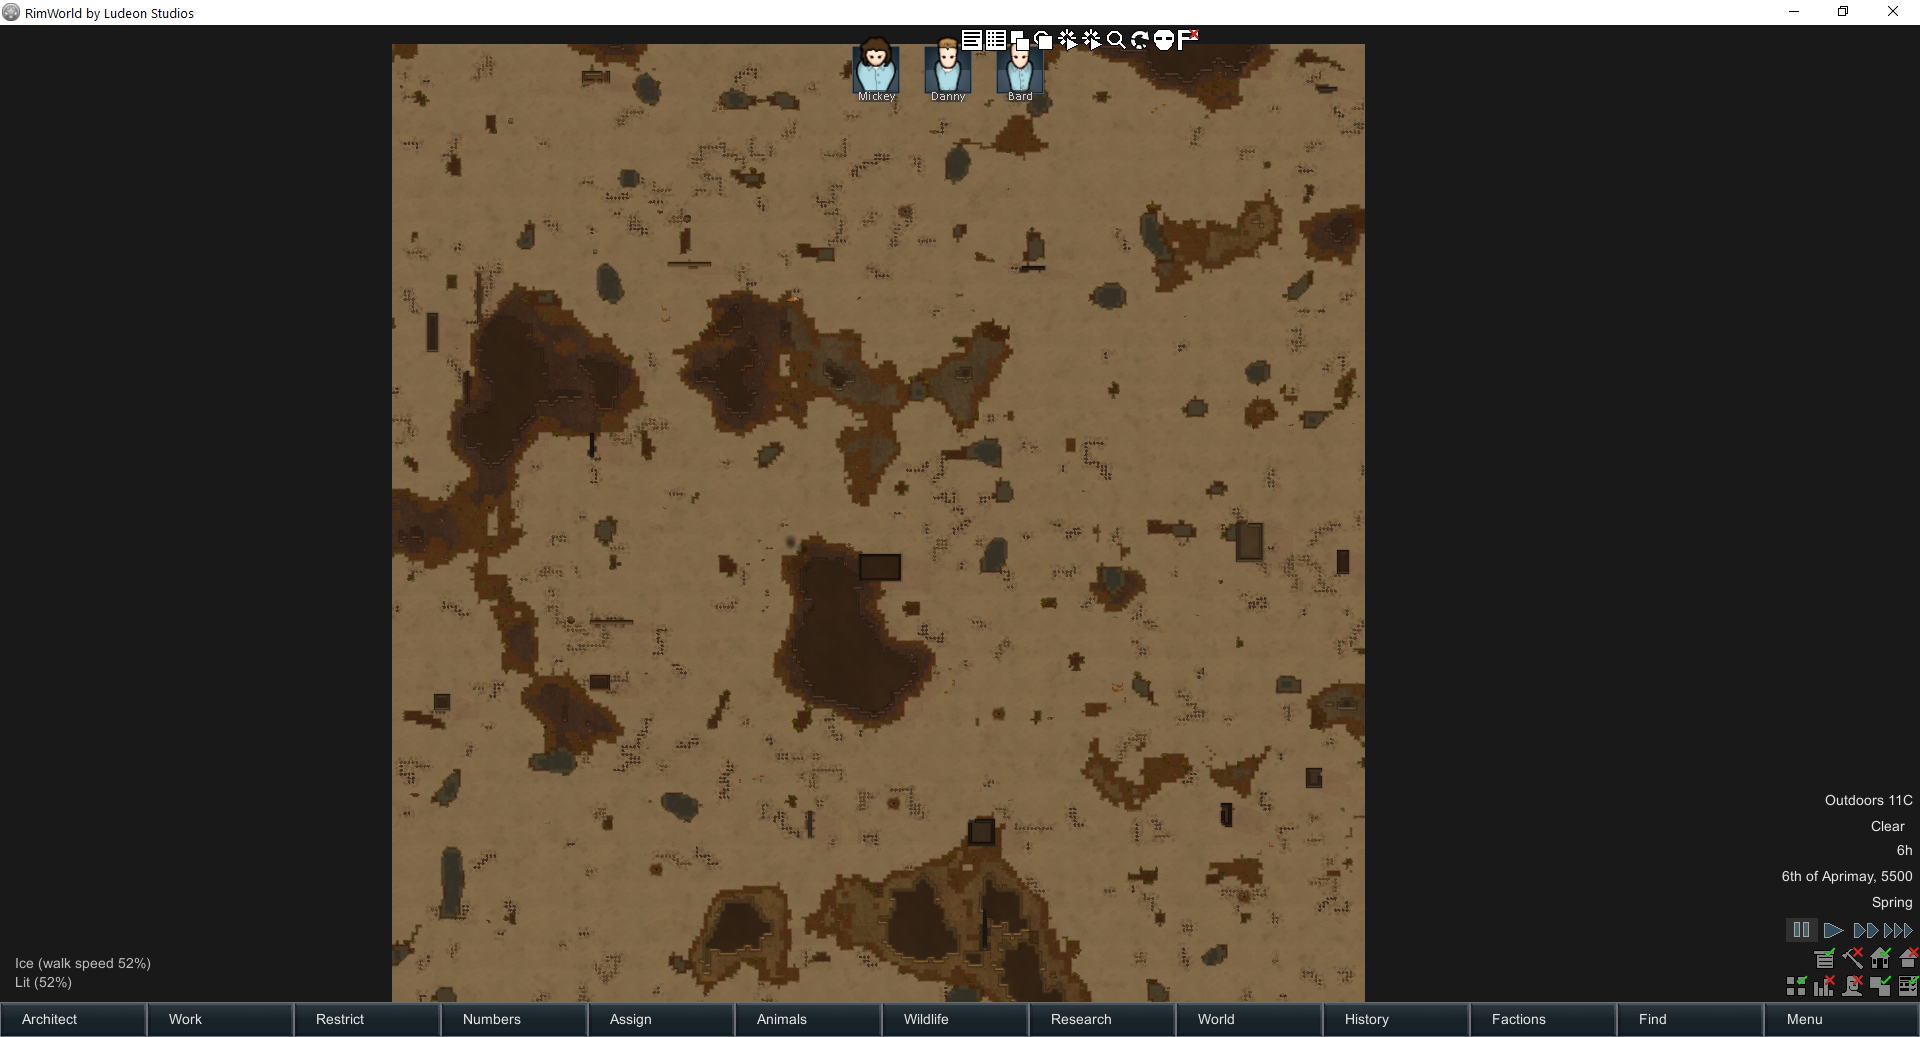 RimWorld by Ludeon Studios
Mickey
Danny
Bard
Outdoors 11C
Clear
6h
6th of Aprimay, 5500
Spring
Ice (walk speed 52%)
Lit (52%)
Architect
Work
Restrict
Numbers
Assign
Animals
Wildlife
Research
World
History
Factions
Find
Menu